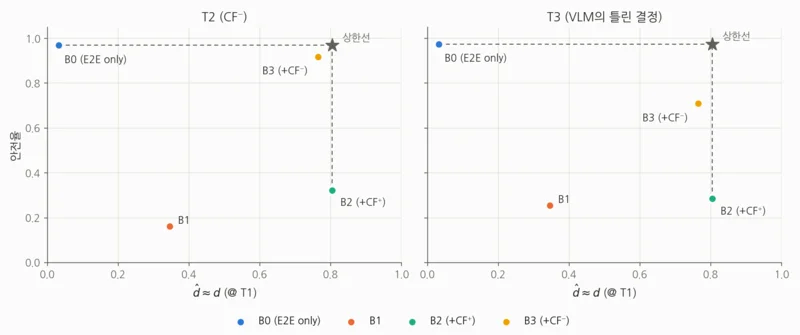 T2 (CF⁻)
안전율
1.0
0.8
0.6
0.4
0.2
0.0
상한선
B0 (E2E only)
B3 (+CF⁻)
B2 (+CF⁺)
B1
0.0 0.2 0.4 0.6 0.8 1.0
d̂ ≈ d (@ T1)
T3 (VLM의 틀린 결정)
상한선
B0 (E2E only)
B3 (+CF⁻)
B2 (+CF⁺)
B1
0.0 0.2 0.4 0.6 0.8 1.0
d̂ ≈ d (@ T1)
B0 (E2E only) B1 B2 (+CF⁺) B3 (+CF⁻)